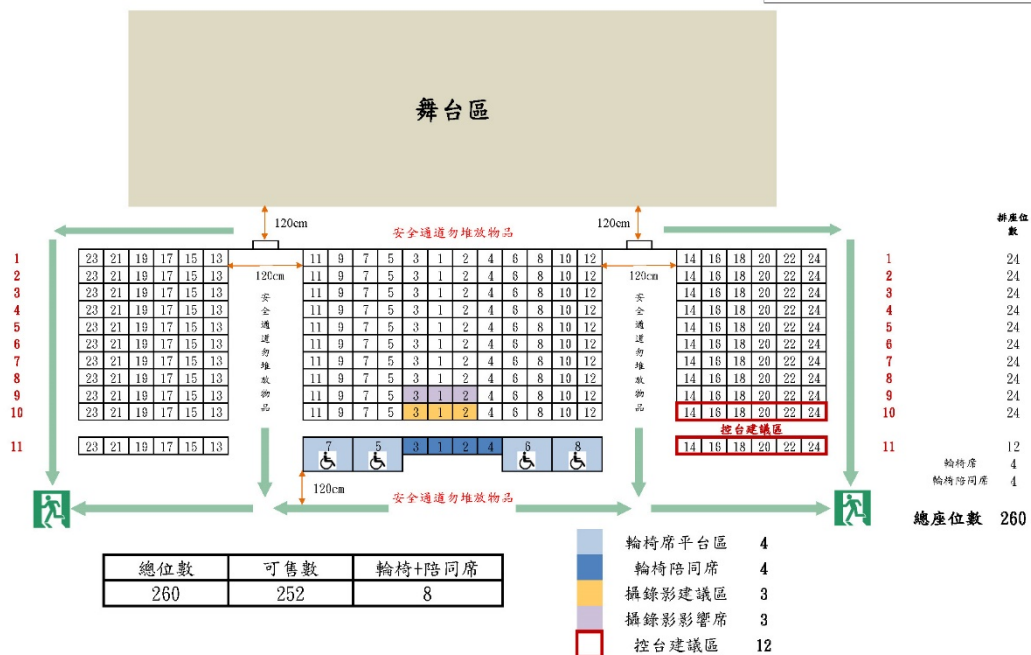 舞台區
120cm
120cm
安全通道勿堆放物品
排座位
數
1 23 21 19 17 15 13 11 9 7 5 3 1 2 4 6 8 10 12 14 16 18 20 22 24 1 24
2 23 21 19 17 15 13 120cm 11 9 7 5 3 1 2 4 6 8 10 12 120cm 14 16 18 20 22 24 2 24
3 23 21 19 17 15 13 11 9 7 5 3 1 2 4 6 8 10 12 14 16 18 20 22 24 3 24
4 23 21 19 17 15 13 11 9 7 5 3 1 2 4 6 8 10 12 14 16 18 20 22 24 4 24
5 23 21 19 17 15 13 11 9 7 5 3 1 2 4 6 8 10 12 14 16 18 20 22 24 5 24
6 23 21 19 17 15 13 11 9 7 5 3 1 2 4 6 8 10 12 14 16 18 20 22 24 6 24
7 23 21 19 17 15 13 11 9 7 5 3 1 2 4 6 8 10 12 14 16 18 20 22 24 7 24
8 23 21 19 17 15 13 11 9 7 5 3 1 2 4 6 8 10 12 14 16 18 20 22 24 8 24
9 23 21 19 17 15 13 11 9 7 5 3 1 2 4 6 8 10 12 14 16 18 20 22 24 9 24
10 23 21 19 17 15 13 11 9 7 5 3 1 2 4 6 8 10 12 14 16 18 20 22 24 10 24
安全通道勿堆放物品
安全通道勿堆放物品
控台建議區
11 23 21 19 17 15 13 7 5 3 1 2 4 6 8 14 16 18 20 22 24 11 12
輪椅席 4
輪椅陪同席 4
120cm
安全通道勿堆放物品
總座位數 260
總位數 可售數 輪椅+陪同席
260 252 8
輪椅席平台區 4
輪椅陪同席 4
攝錄影建議區 3
攝錄影影響席 3
控台建議區 12